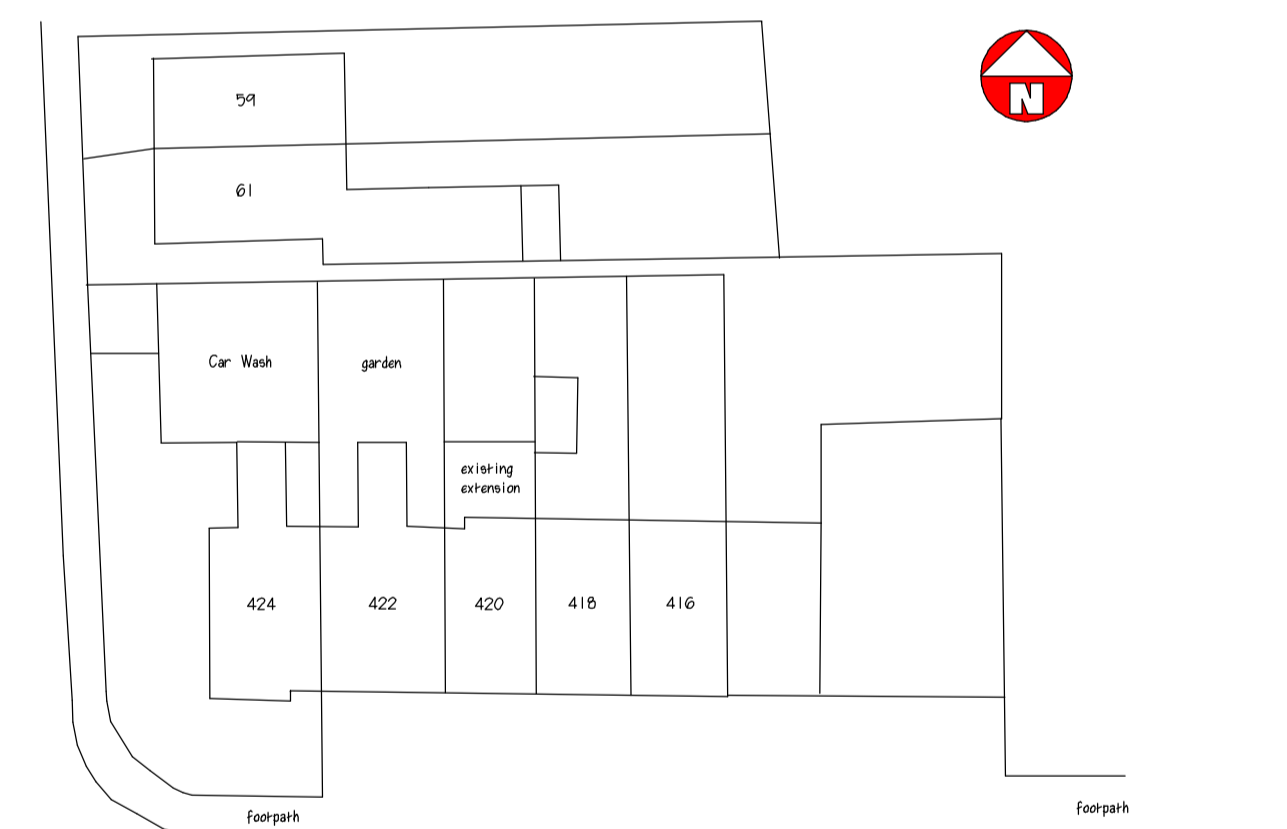 59
N
61
Car Wash
garden
existing
extension
424
422
420
418
416
footpath
footpath